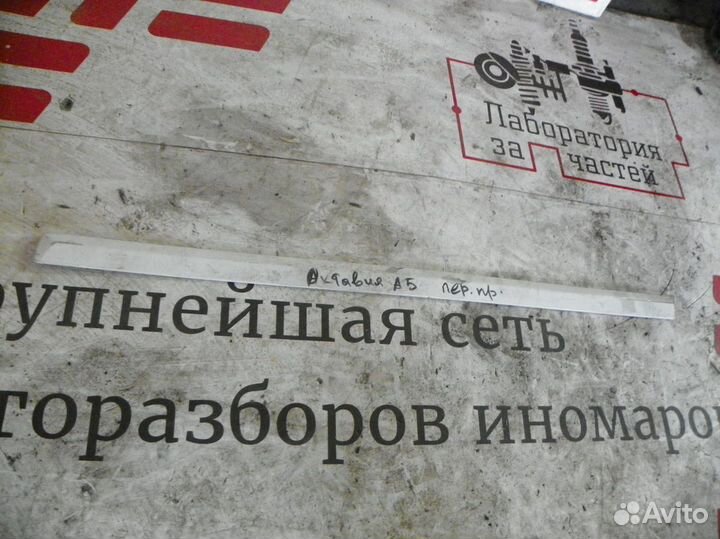 Лаборатория
за частей
Октавия А5 пер.пр.
рупнейшая сеть
торазборов иномаро
Avito